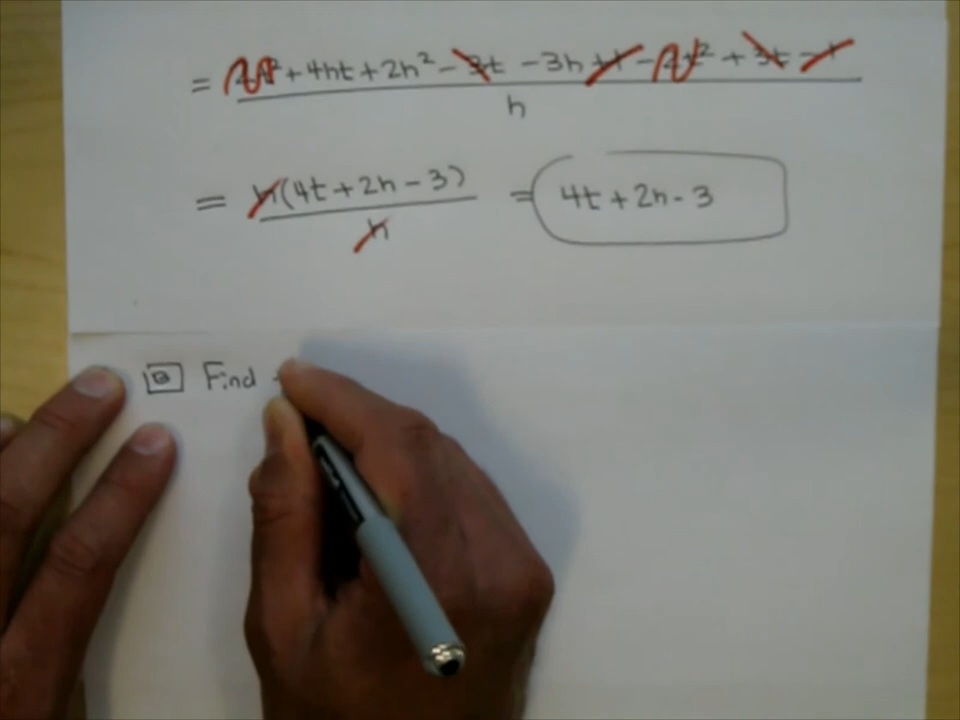 = 2t² + 4ht + 2h² - 3t - 3h + 1 - 2t² + 3t - 1
h
= h(4t + 2h - 3) = 4t + 2h - 3
h
B Find